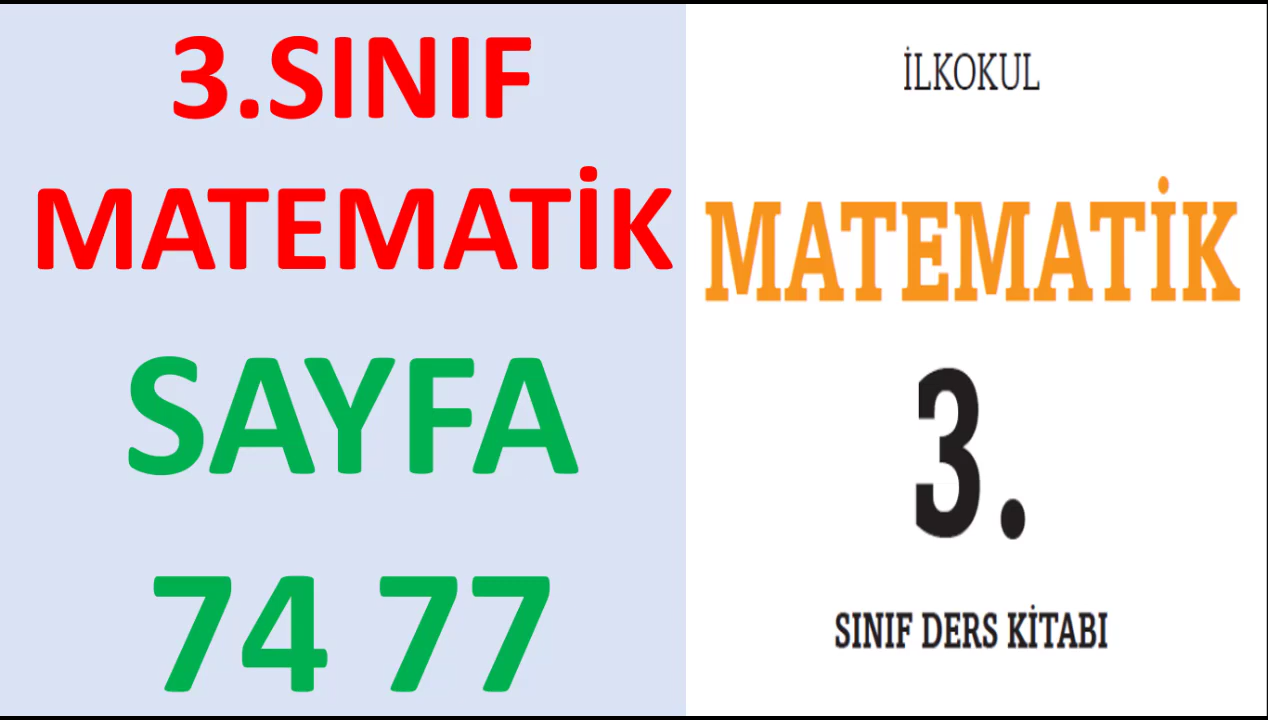 3.SINIF
MATEMATİK
SAYFA
74 77
İLKOKUL
MATEMATİK
3.
SINIF DERS KİTABI